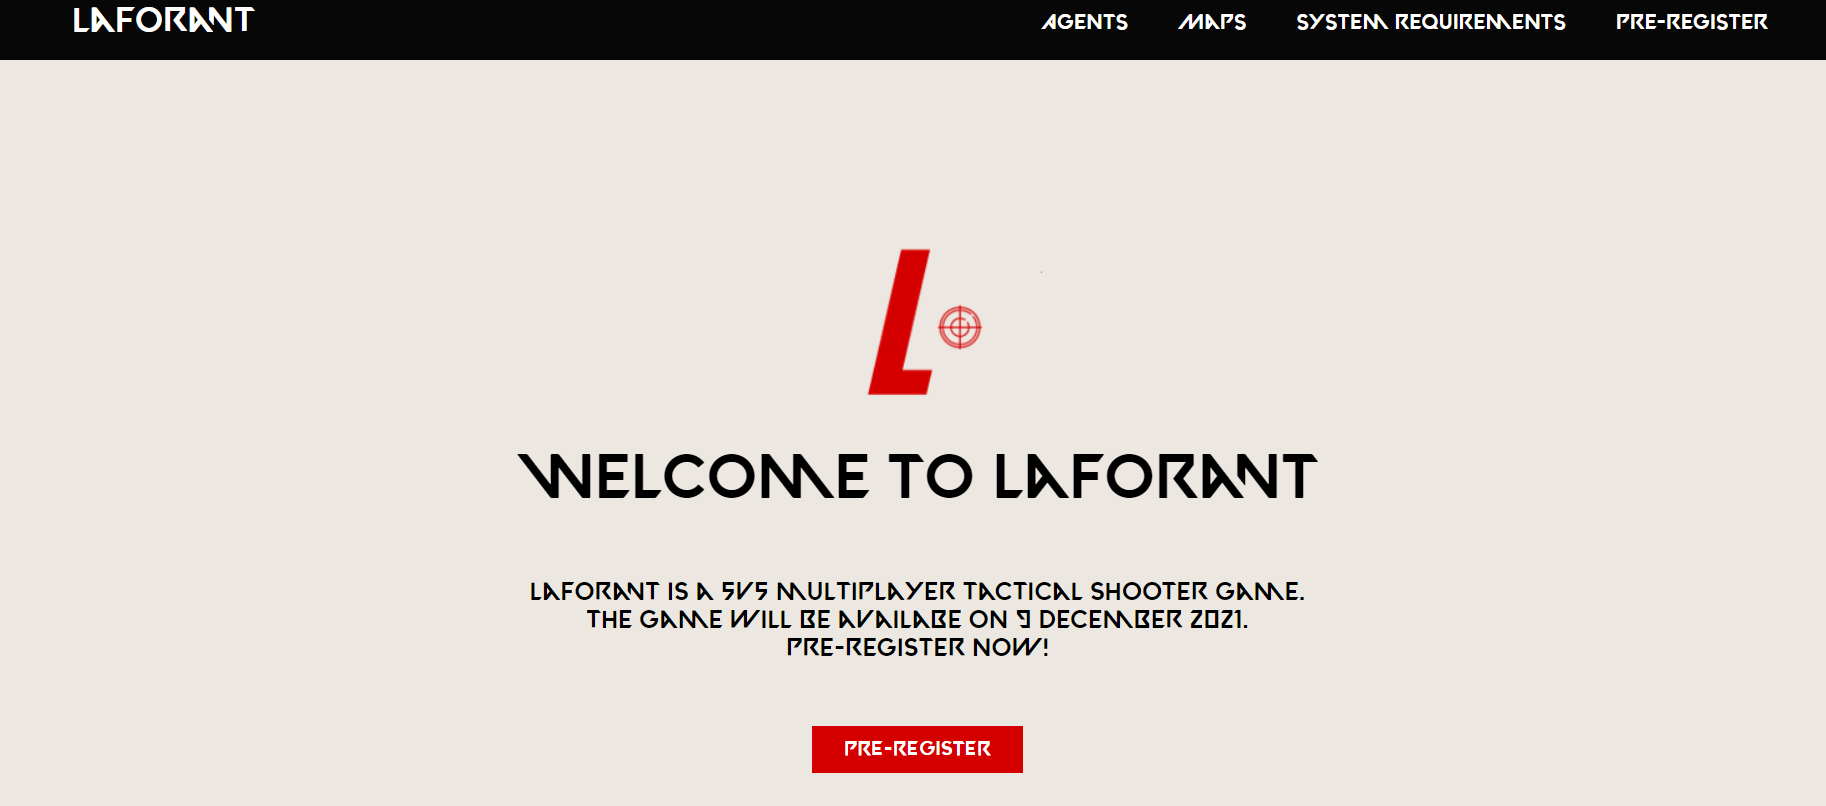 LAFORANT
AGENTS MAPS SYSTEM REQUIREMENTS PRE-REGISTER
L
WELCOME TO LAFORANT
LAFORANT IS A 5V5 MULTIPLAYER TACTICAL SHOOTER GAME.
THE GAME WILL BE AVAILABE ON 9 DECEMBER 2021.
PRE-REGISTER NOW!
PRE-REGISTER